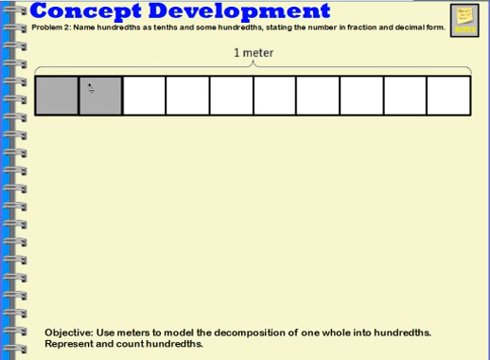 Concept Development
Problem 2: Name hundredths as tenths and some hundredths, stating the number in fraction and decimal form.
1 meter
Objective: Use meters to model the decomposition of one whole into hundredths.
Represent and count hundredths.